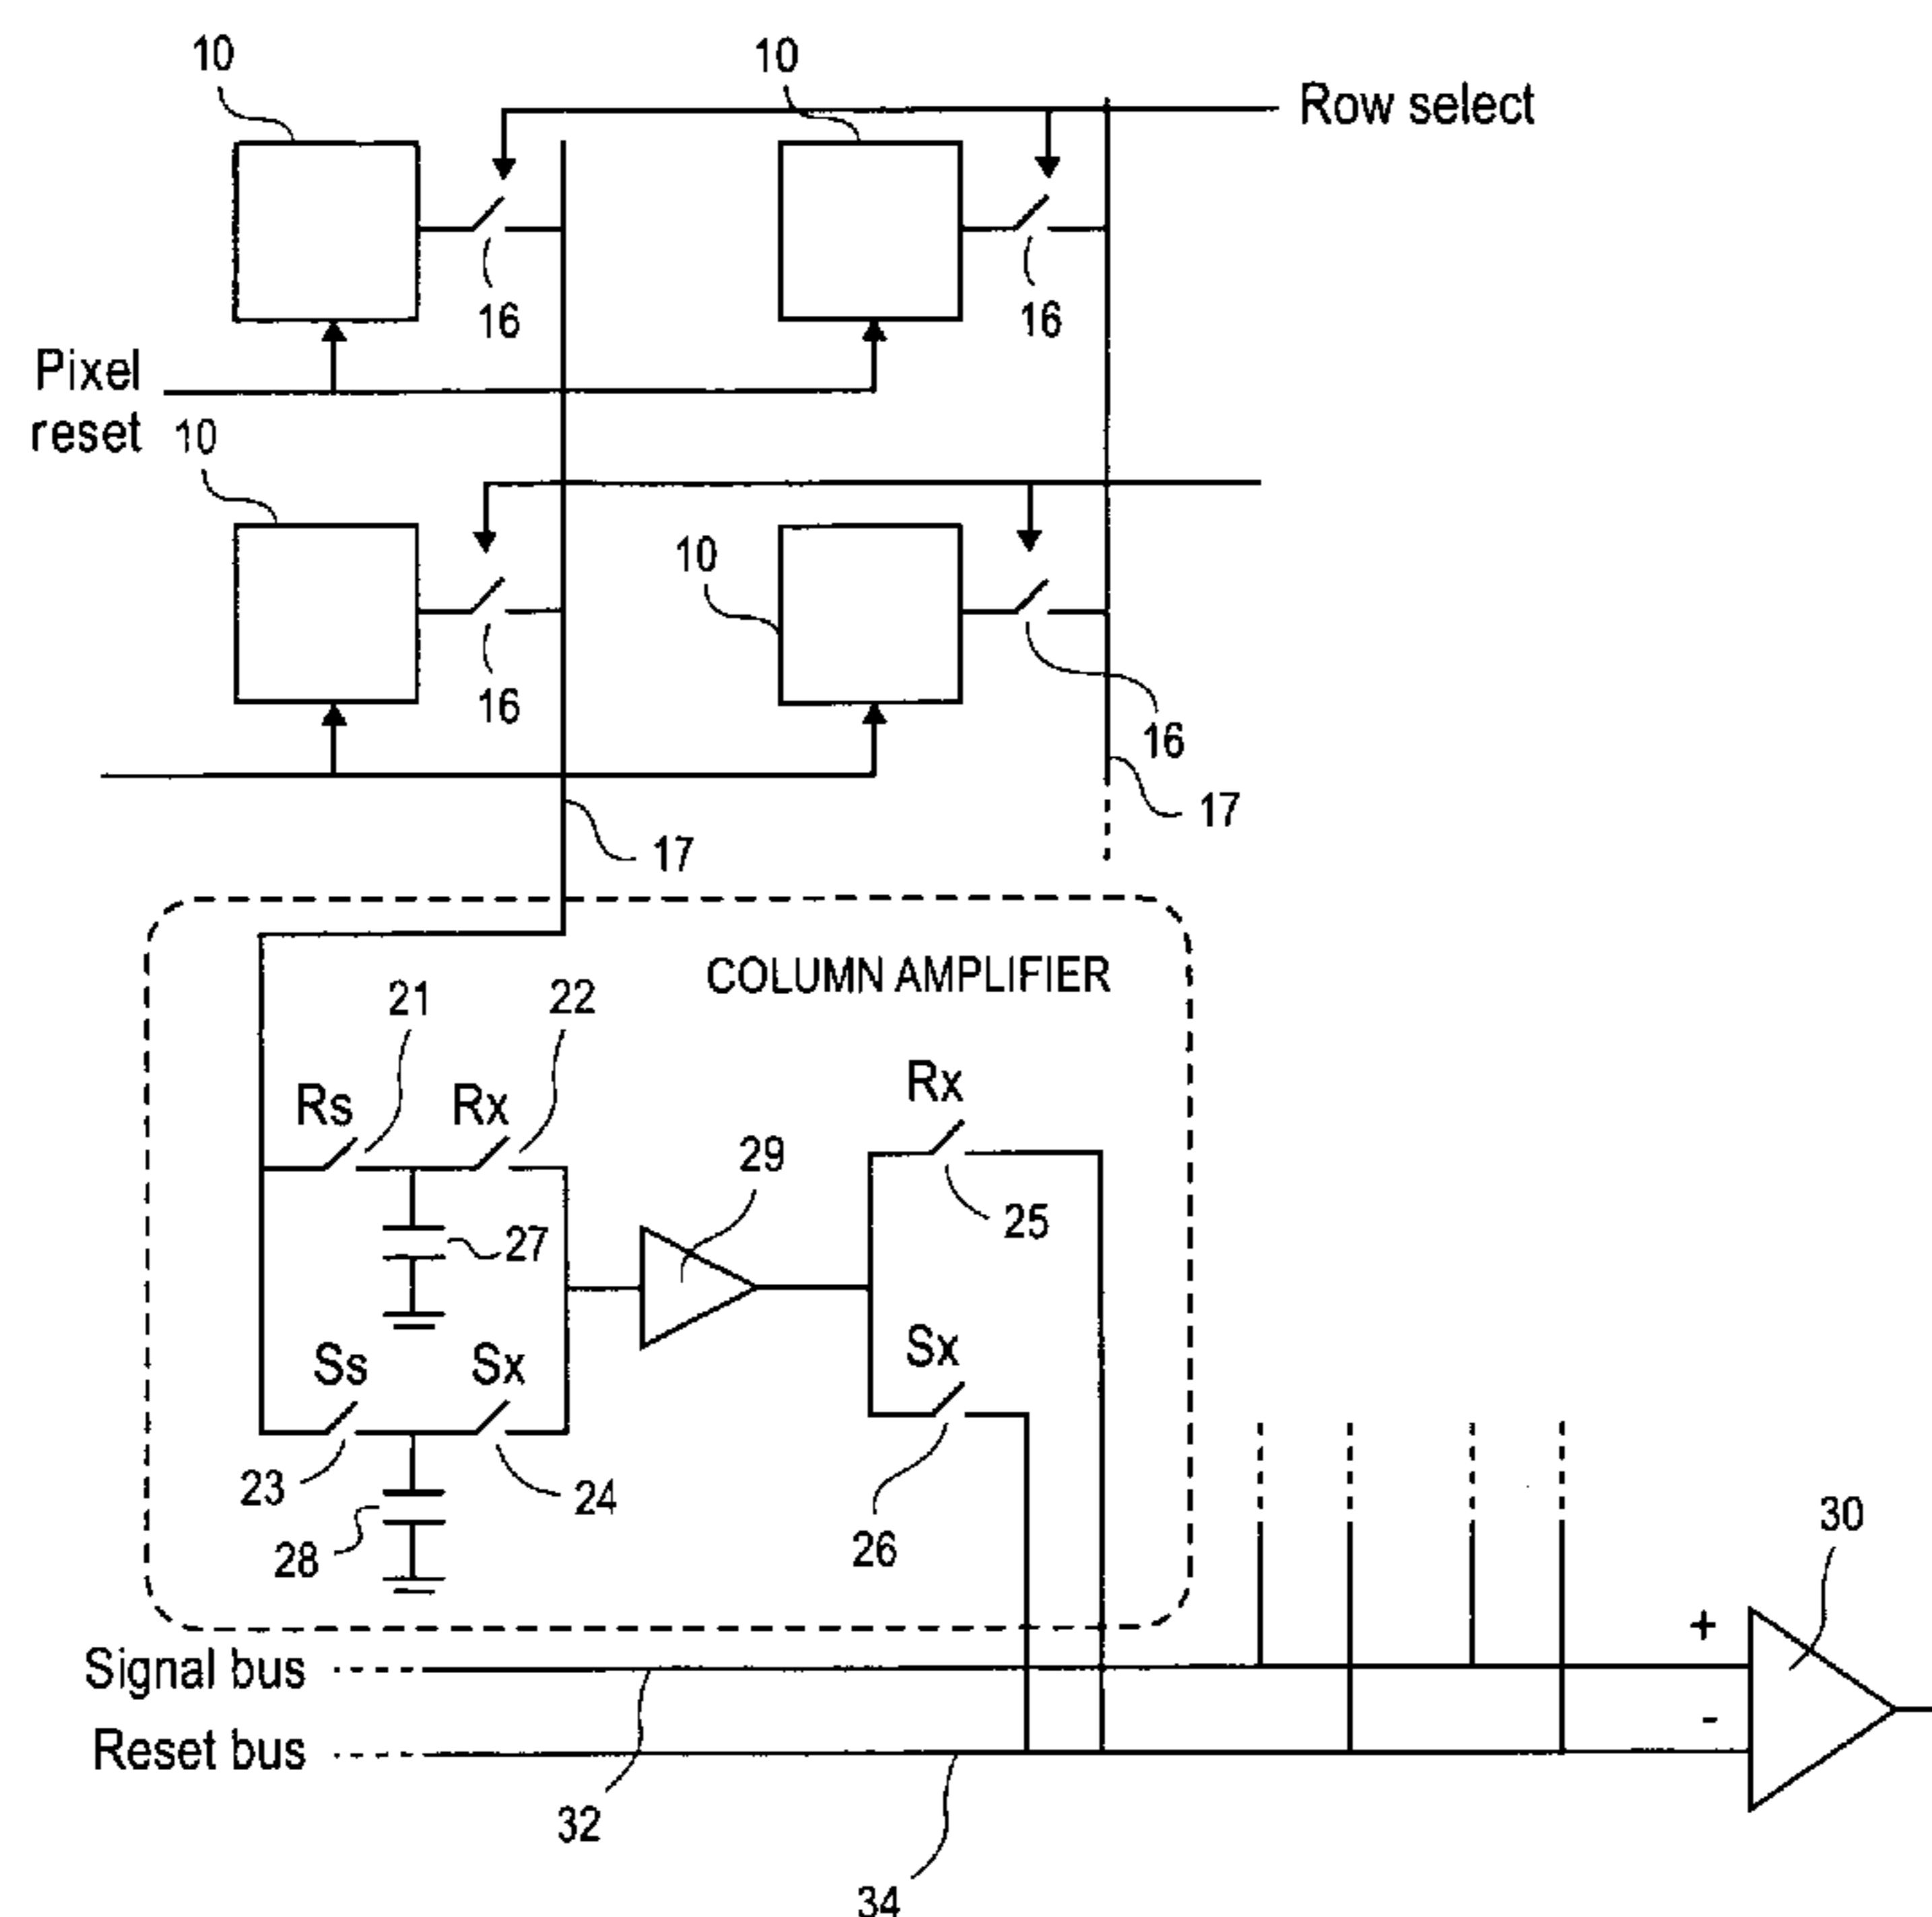 10
10
Row select
16
16
Pixel
reset
10
10
16
16
17
17
COLUMN AMPLIFIER
21
22
Rs
Rx
Rx
29
25
27
Ss
Sx
Sx
23
24
26
28
30
+
Signal bus
-
Reset bus
32
34